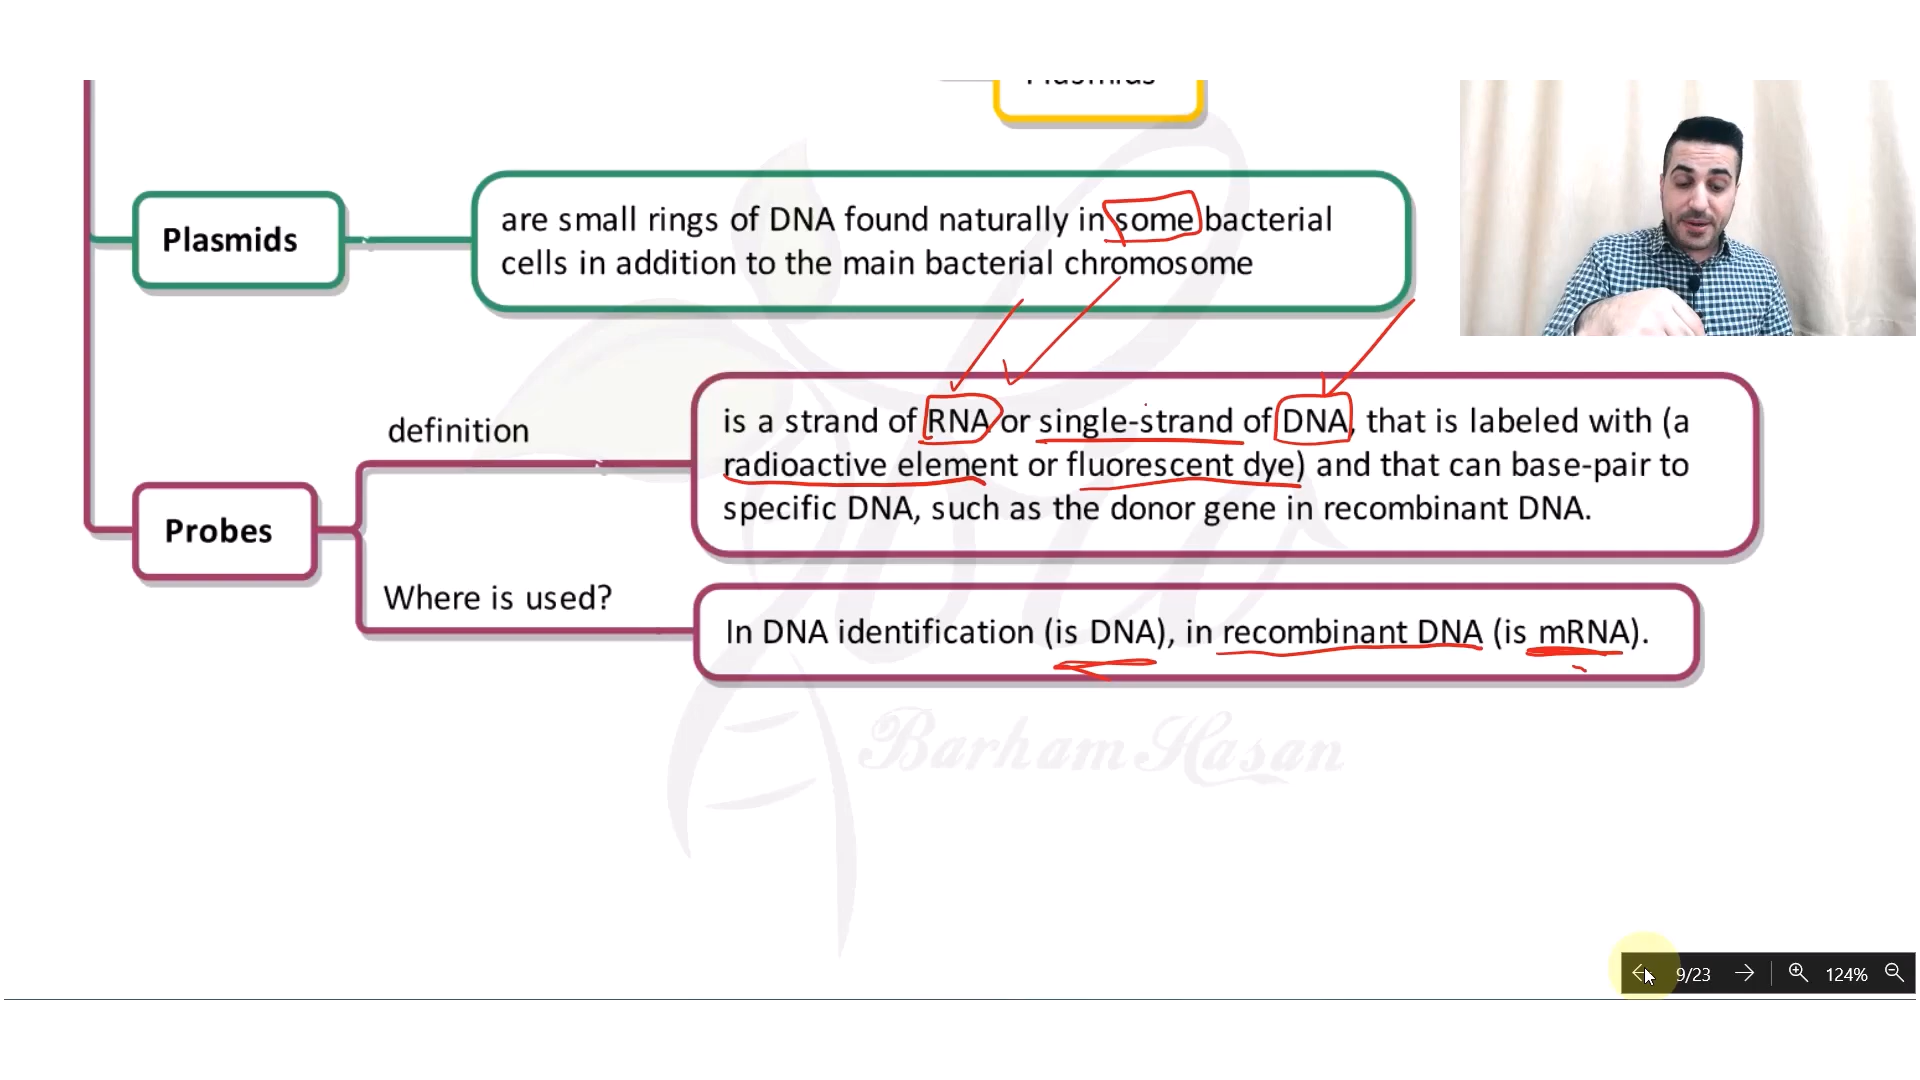 Plasmids
Plasmids
are small rings of DNA found naturally in some bacterial
cells in addition to the main bacterial chromosome
definition
is a strand of RNA or single-strand of DNA, that is labeled with (a
radioactive element or fluorescent dye) and that can base-pair to
specific DNA, such as the donor gene in recombinant DNA.
Probes
Where is used?
In DNA identification (is DNA), in recombinant DNA (is mRNA).
Barham Hasan
9/23
124%